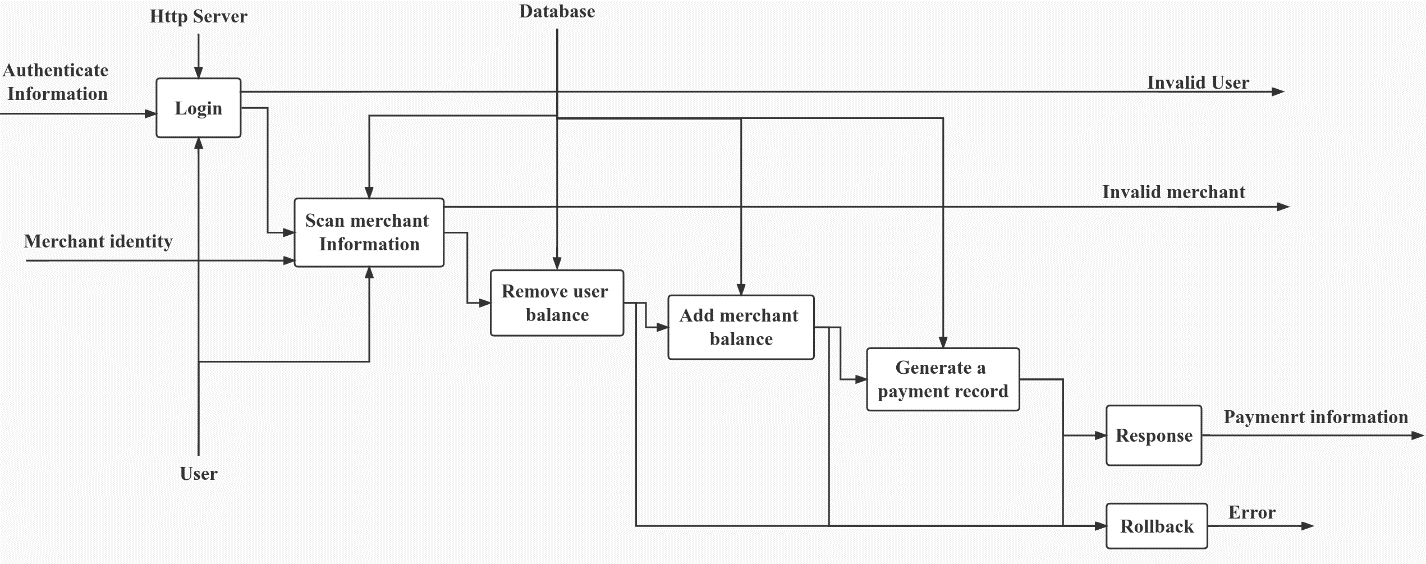 Http Server
Database
Authenticate
Information
Login
Invalid User
Scan merchant
Information
Invalid merchant
Merchant identity
Remove user
balance
Add merchant
balance
Generate a
payment record
Response
Paymenrt information
User
Rollback
Error